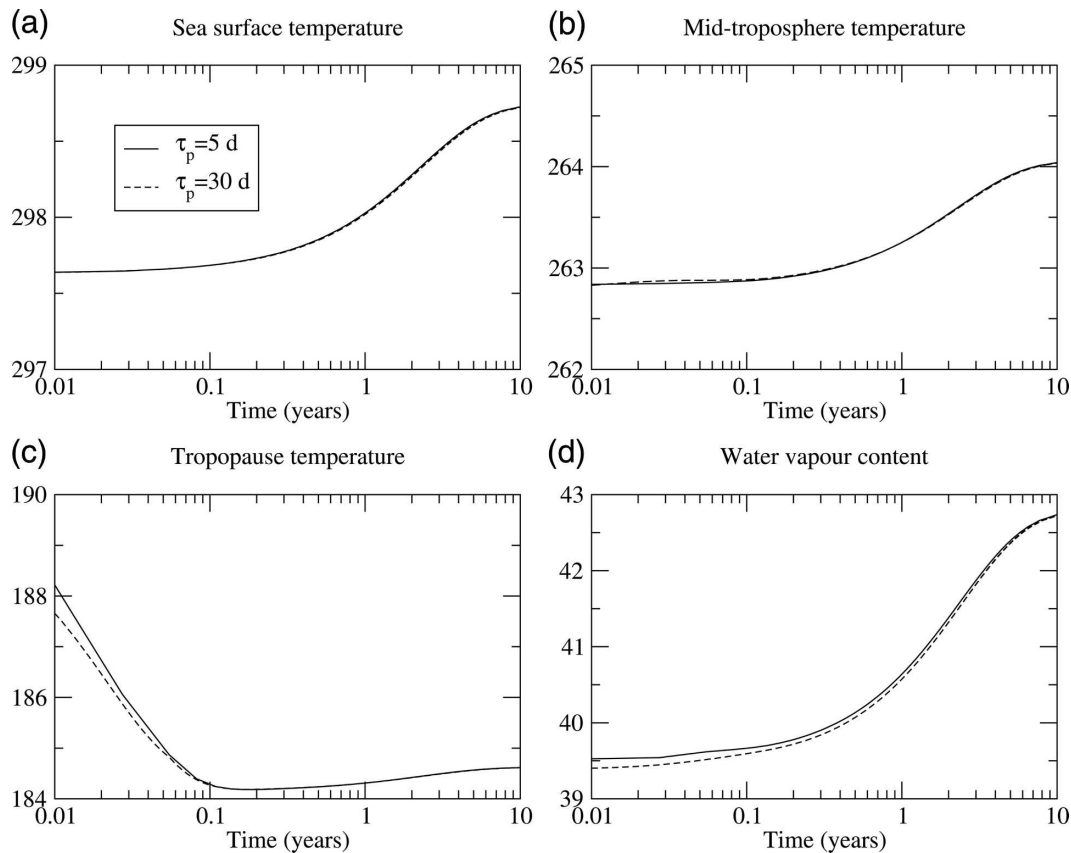 (a) Sea surface temperature
299
298
297
τp=5 d
τp=30 d
0.01 0.1 1 10
Time (years)
(b) Mid-troposphere temperature
265
264
263
262
0.01 0.1 1 10
Time (years)
(c) Tropopause temperature
190
188
186
184
0.01 0.1 1 10
Time (years)
(d) Water vapour content
43
42
41
40
39
0.01 0.1 1 10
Time (years)